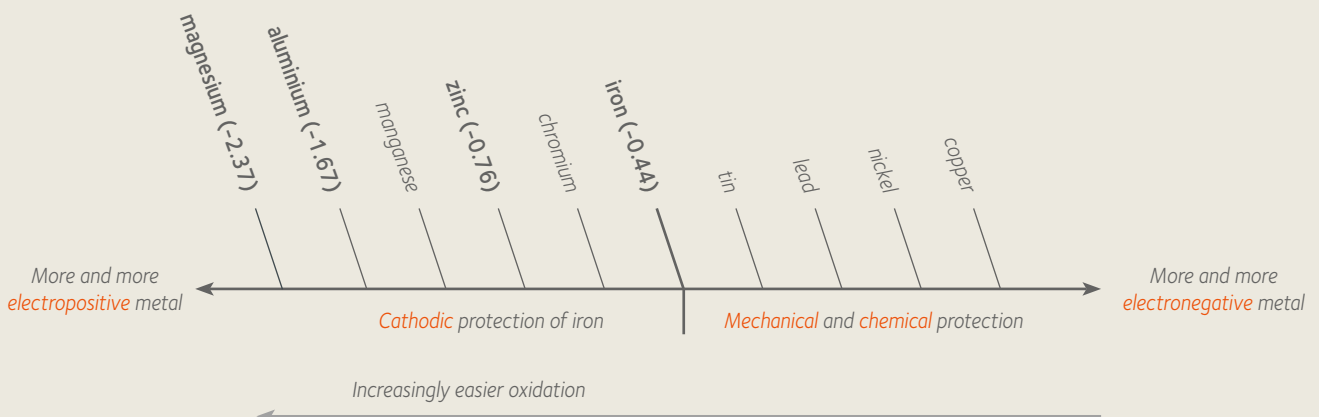 magnesium (-2.37)
aluminium (-1.67)
manganese
zinc (-0.76)
chromium
iron (-0.44)
tin
lead
nickel
copper
More and more
electropositive metal
More and more
electronegative metal
Cathodic protection of iron
Mechanical and chemical protection
Increasingly easier oxidation